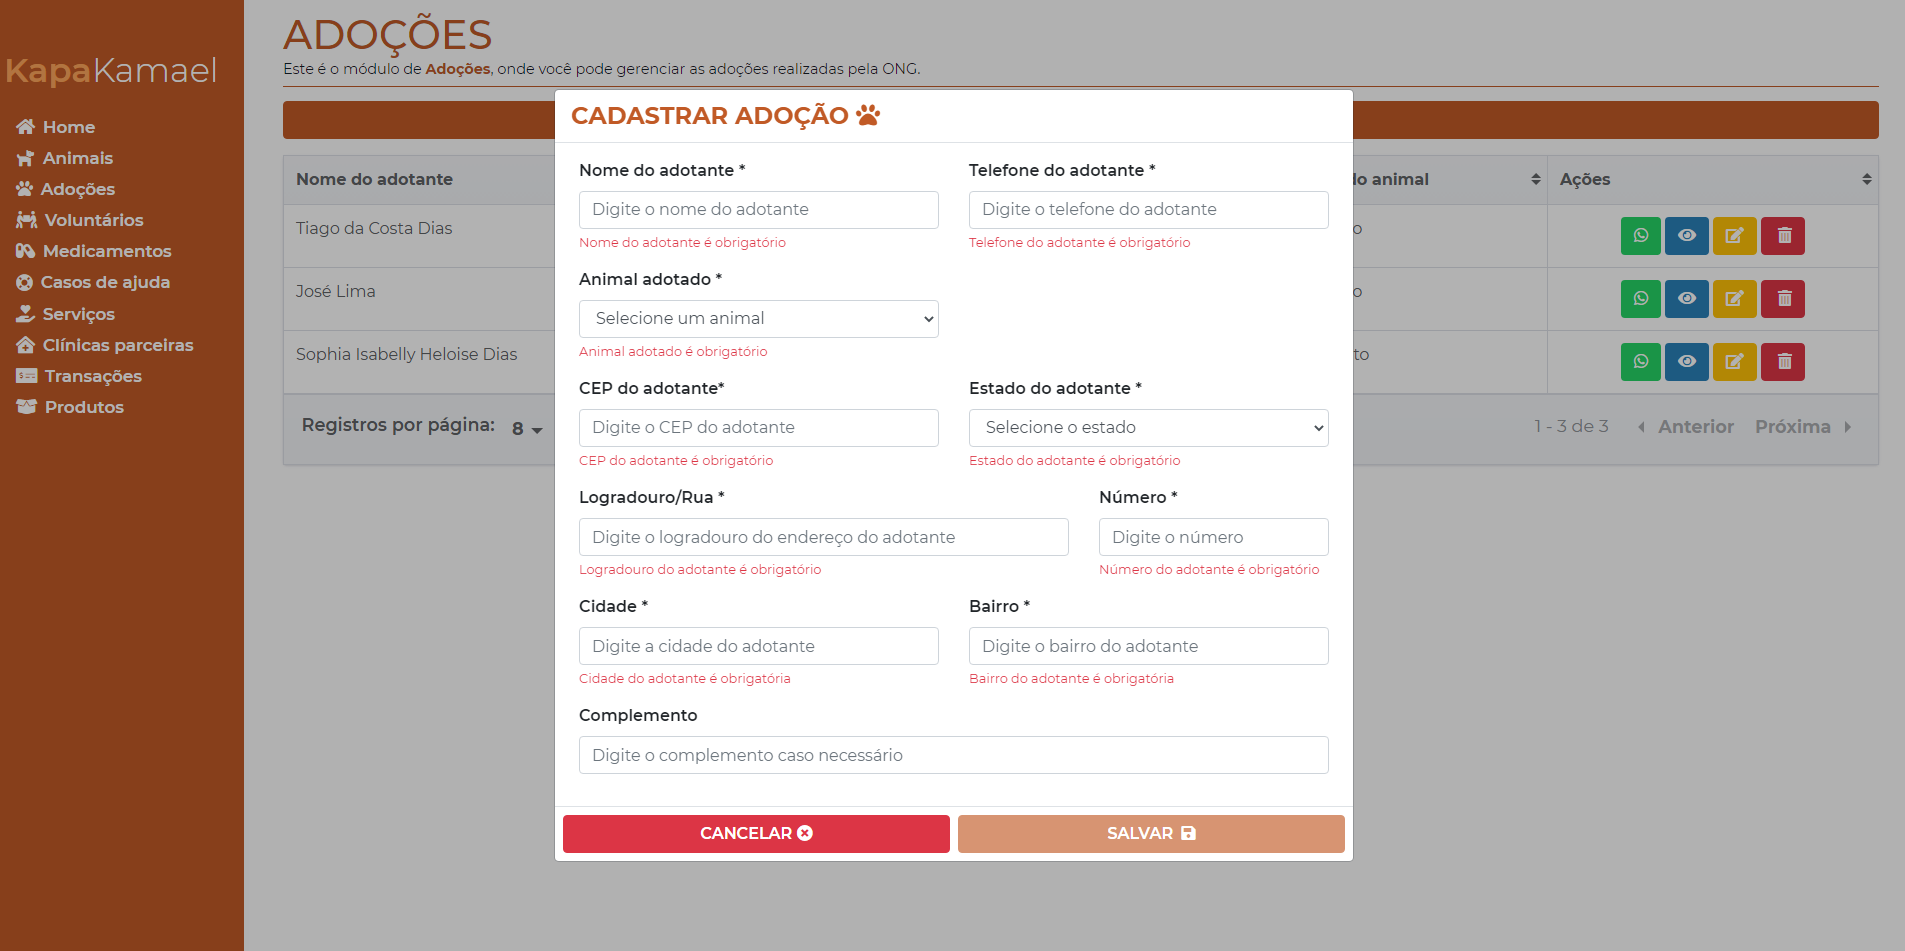 KapaKamael
Home
Animais
Adoções
Voluntários
Medicamentos
Casos de ajuda
Serviços
Clínicas parceiras
Transações
Produtos
ADOÇÕES
Este é o módulo de Adoções, onde você pode gerenciar as adoções realizadas pela ONG.
Nome do adotante
do animal
Ações
Tiago da Costa Dias
José Lima
Sophia Isabelly Heloise Dias
Registros por página: 8
1 - 3 de 3
Anterior
Próxima
CADASTRAR ADOÇÃO
Nome do adotante *
Telefone do adotante *
Digite o nome do adotante
Digite o telefone do adotante
Nome do adotante é obrigatório
Telefone do adotante é obrigatório
Animal adotado *
Selecione um animal
Animal adotado é obrigatório
CEP do adotante*
Estado do adotante *
Digite o CEP do adotante
Selecione o estado
CEP do adotante é obrigatório
Estado do adotante é obrigatório
Logradouro/Rua *
Número *
Digite o logradouro do endereço do adotante
Digite o número
Logradouro do adotante é obrigatório
Número do adotante é obrigatório
Cidade *
Bairro *
Digite a cidade do adotante
Digite o bairro do adotante
Cidade do adotante é obrigatória
Bairro do adotante é obrigatória
Complemento
Digite o complemento caso necessário
CANCELAR
SALVAR